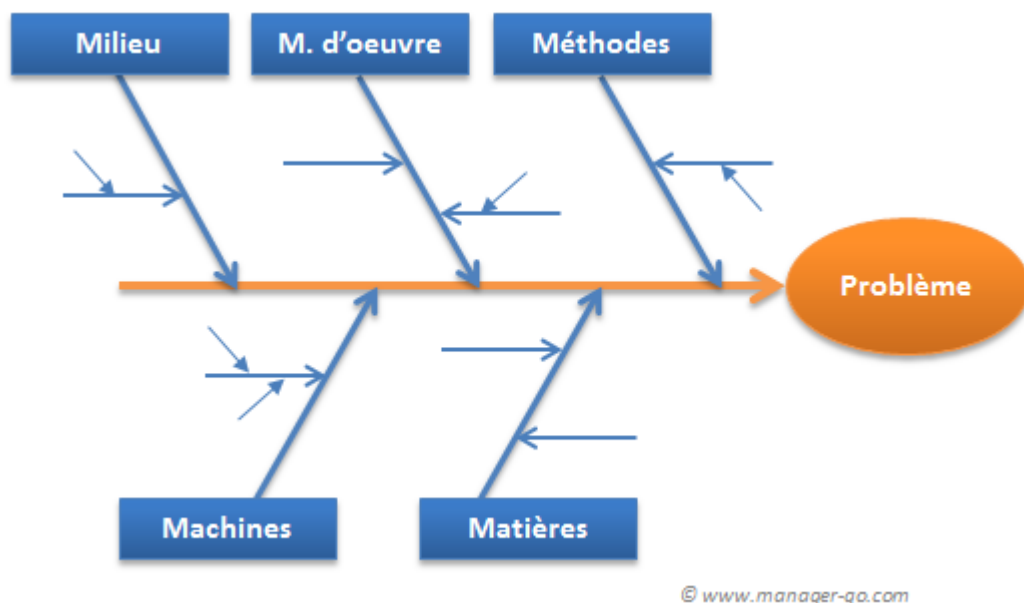 Milieu
M. d'oeuvre
Méthodes
Problème
Machines
Matières
© www.manager-go.com